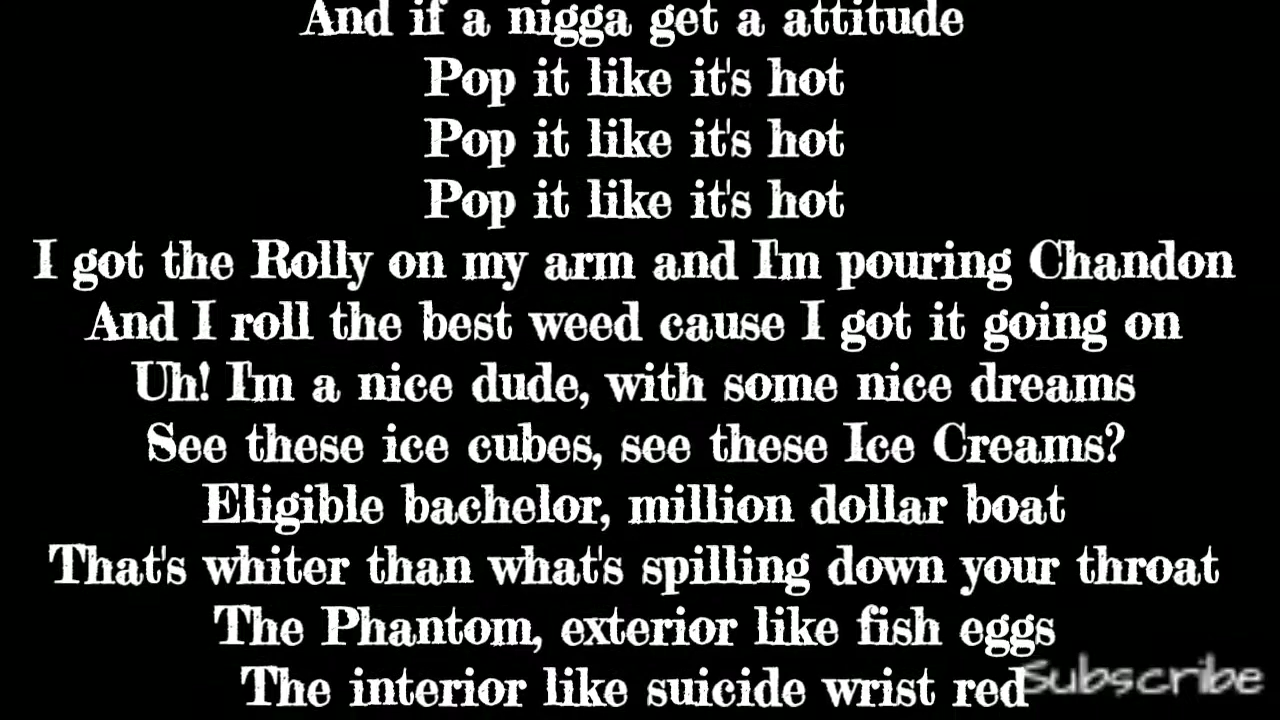 And if a nigga get a attitude
Pop it like it's hot
Pop it like it's hot
Pop it like it's hot
I got the Rolly on my arm and I'm pouring Chandon
And I roll the best weed cause I got it going on
Uh! I'm a nice dude, with some nice dreams
See these ice cubes, see these Ice Creams?
Eligible bachelor, million dollar boat
That's whiter than what's spilling down your throat
The Phantom, exterior like fish eggs
The interior like suicide wrist red
Subscribe